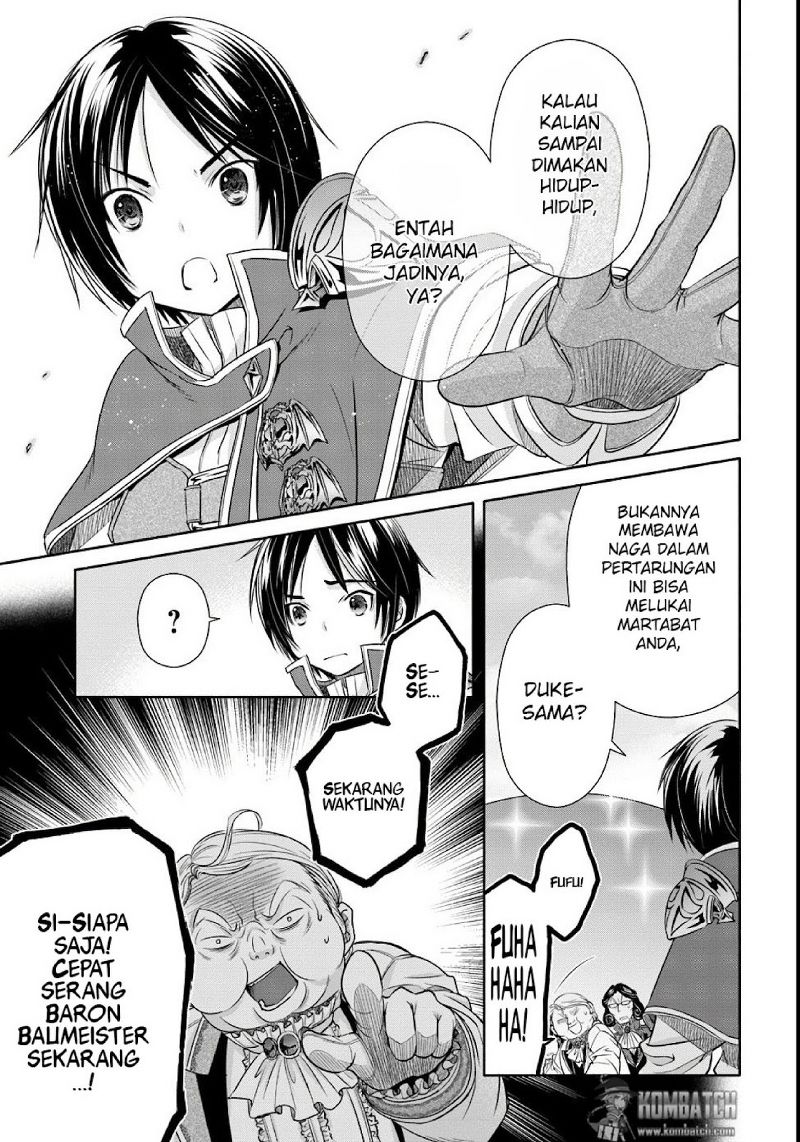 KALAU
KALIAN
SAMPAI
DIMAKAN
HIDUP-
HIDUP,
ENTAH
BAGAIMANA
JADINYA,
YA?
BUKANNYA
MEMBAWA
NAGA DALAM
PERTARUNGAN
INI BISA
MELUKAI
MARTABAT
ANDA,
DUKE-
SAMA?
FUFU!
FUHA
HAHA
HA!
?
SE-
SE...
SEKARANG
WAKTUNYA!
SI-SIAPA
SAJA!
CEPAT
SERANG
BARON
BAUMEISTER
SEKARANG
...!
KOMBATCH
www.kombatch.com